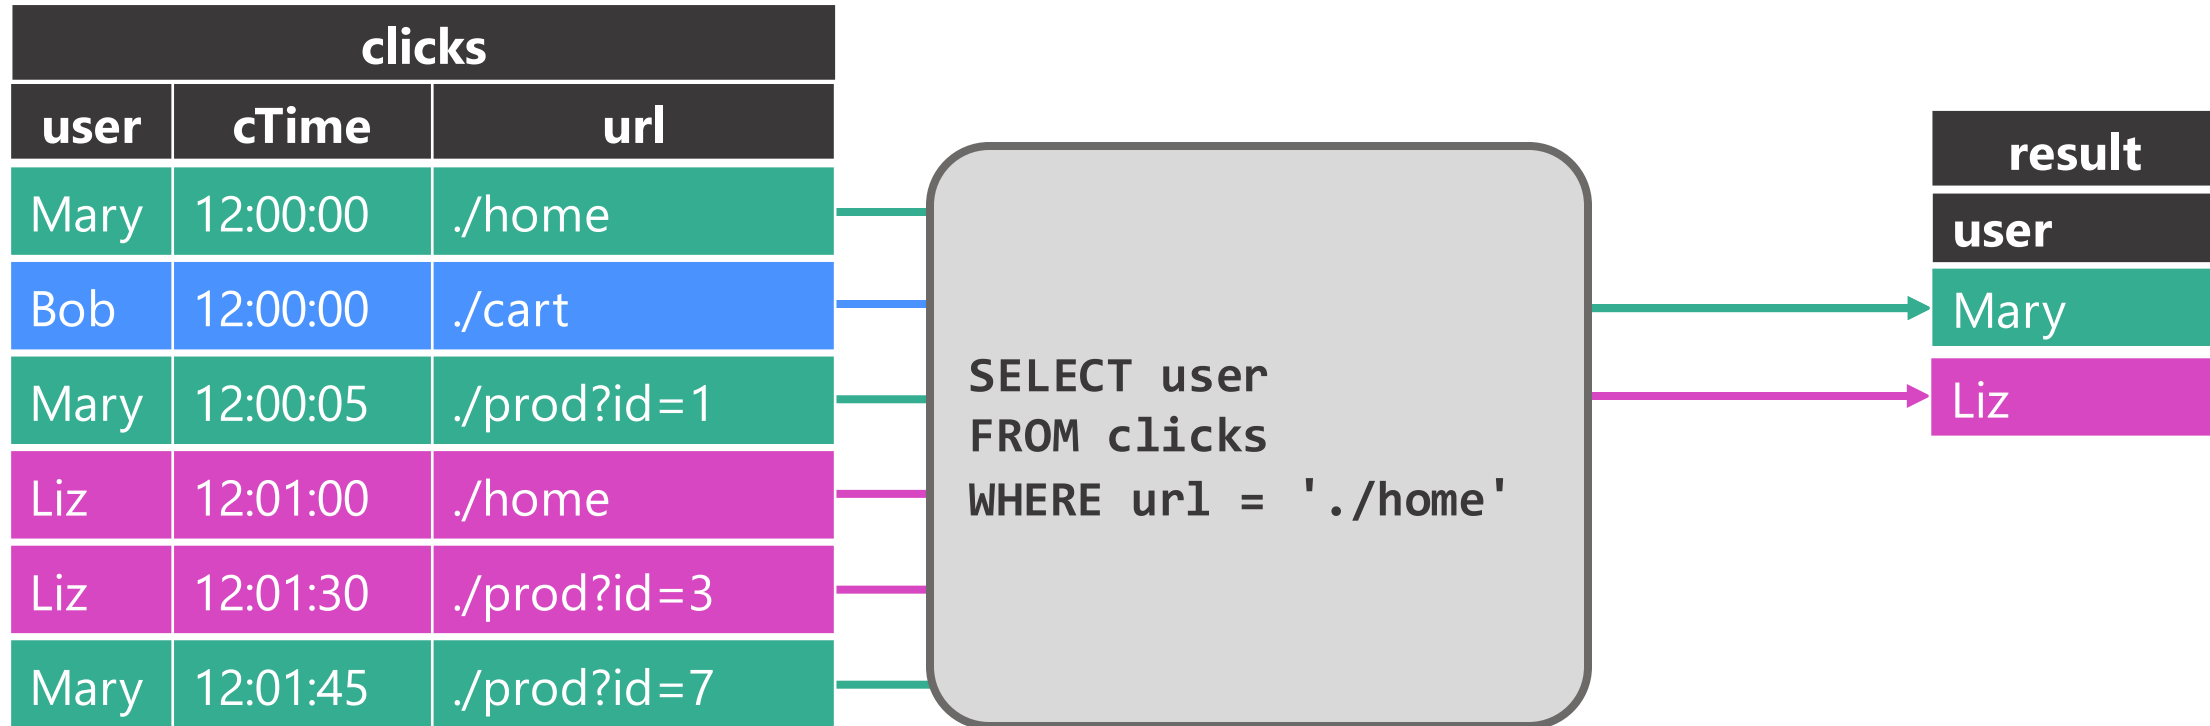 clicks
user cTime url
Mary 12:00:00 ./home
Bob 12:00:00 ./cart
Mary 12:00:05 ./prod?id=1
Liz 12:01:00 ./home
Liz 12:01:30 ./prod?id=3
Mary 12:01:45 ./prod?id=7
SELECT user
FROM clicks
WHERE url = './home'
result
user
Mary
Liz